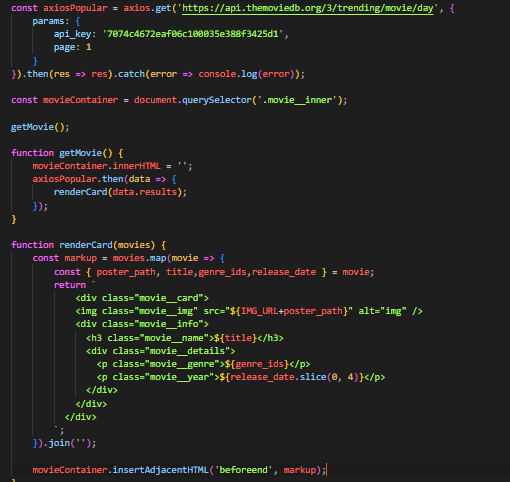 const axiosPopular = axios.get('https://api.themoviedb.org/3/trending/movie/day', {
params: {
api_key: '7074c4672eaf06c100035e388f3425d1',
page: 1
}
}).then(res => res).catch(error => console.log(error));
const movieContainer = document.querySelector('.movie__inner');
getMovie();
function getMovie() {
movieContainer.innerHTML = '';
axiosPopular.then(data => {
renderCard(data.results);
});
}
function renderCard(movies) {
const markup = movies.map(movie => {
const { poster_path, title,genre_ids,release_date } = movie;
return `
<div class="movie__card">
<img class="movie__img" src="${IMG_URL+poster_path}" alt="img" />
<div class="movie__info">
<h3 class="movie__name">${title}</h3>
<div class="movie__details">
<p class="movie__genre">${genre_ids}</p>
<p class="movie__year">${release_date.slice(0, 4)}</p>
</div>
</div>
</div>
`;
}).join('');
movieContainer.insertAdjacentHTML('beforeend', markup);